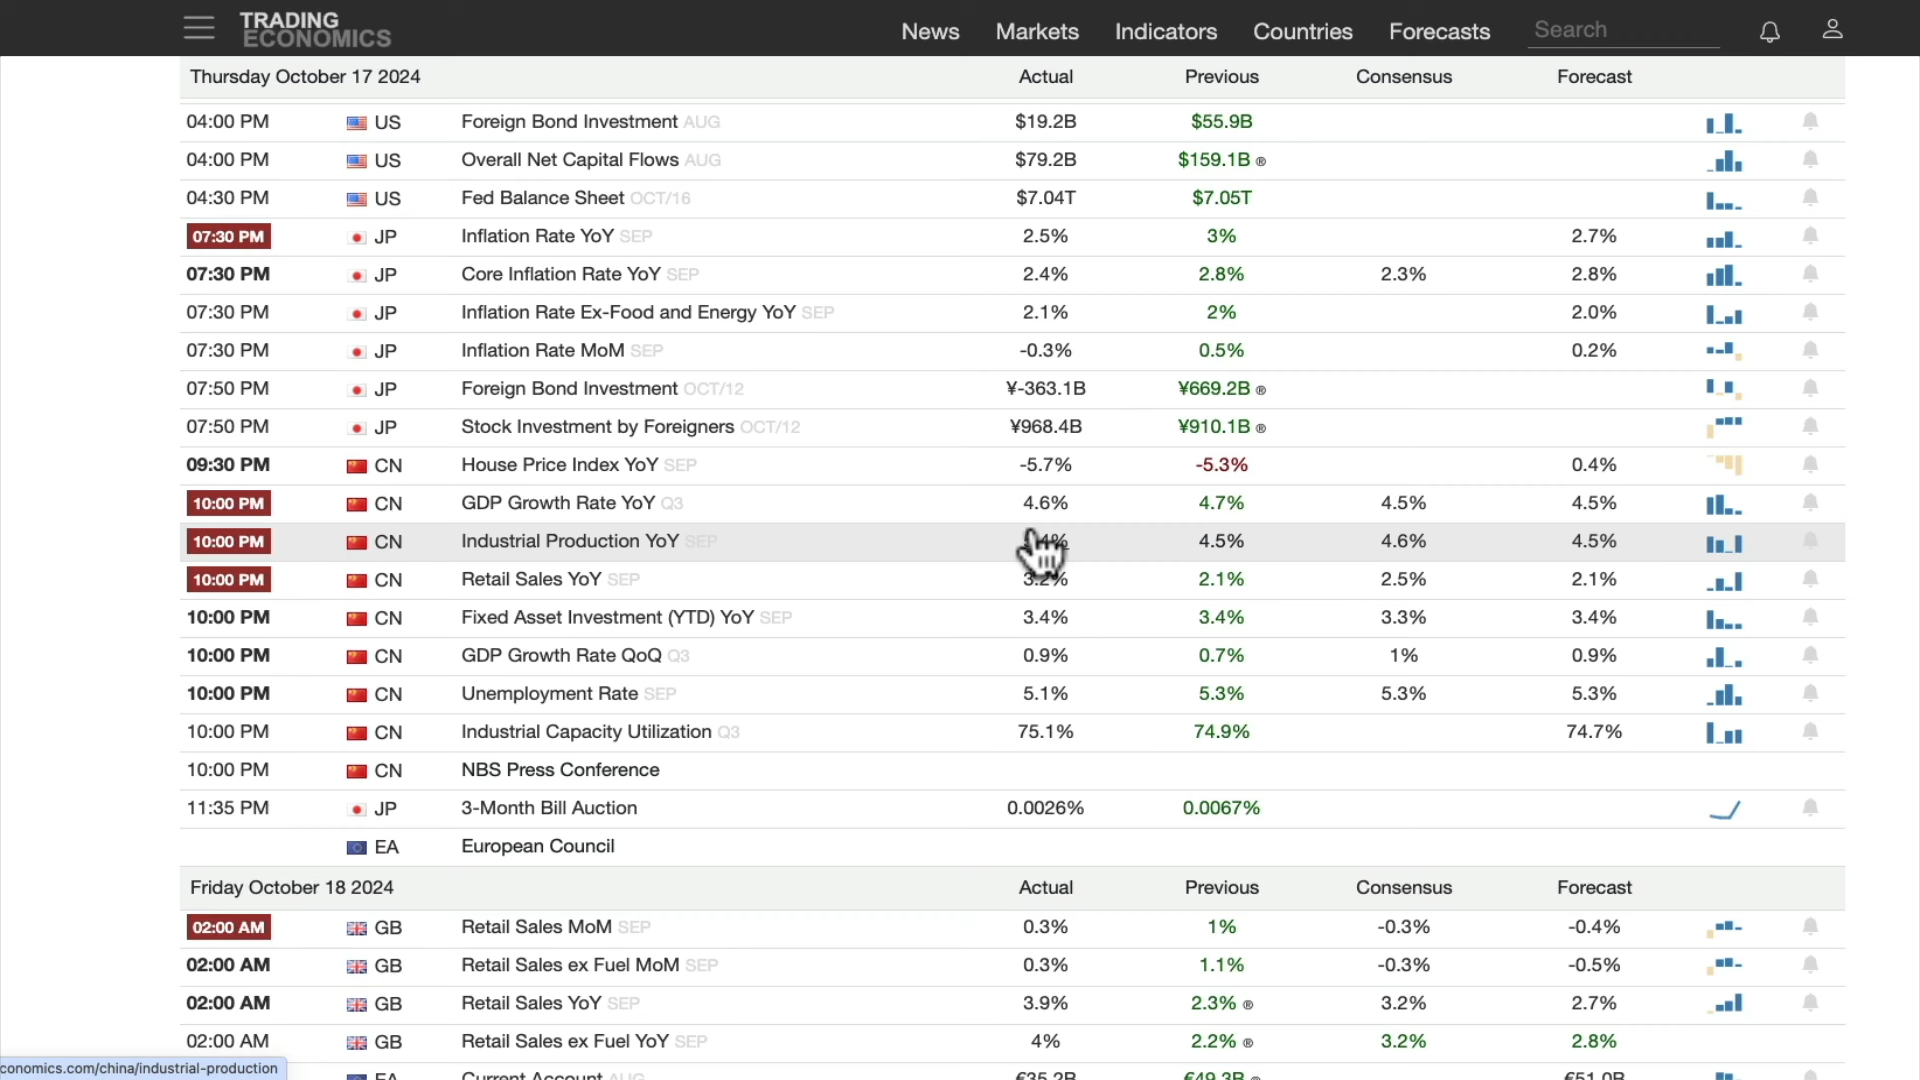 TRADING ECONOMICS News Markets Indicators Countries Forecasts Search
Thursday October 17 2024 Actual Previous Consensus Forecast
04:00 PM US Foreign Bond Investment AUG $19.2B $55.9B
04:00 PM US Overall Net Capital Flows AUG $79.2B $159.1B ®
04:30 PM US Fed Balance Sheet OCT/16 $7.04T $7.05T
07:30 PM JP Inflation Rate YoY SEP 2.5% 3% 2.7%
07:30 PM JP Core Inflation Rate YoY SEP 2.4% 2.8% 2.3% 2.8%
07:30 PM JP Inflation Rate Ex-Food and Energy YoY SEP 2.1% 2% 2.0%
07:30 PM JP Inflation Rate MoM SEP -0.3% 0.5% 0.2%
07:50 PM JP Foreign Bond Investment OCT/12 ¥-363.1B ¥669.2B ®
07:50 PM JP Stock Investment by Foreigners OCT/12 ¥968.4B ¥910.1B ®
09:30 PM CN House Price Index YoY SEP -5.7% -5.3% 0.4%
10:00 PM CN GDP Growth Rate YoY Q3 4.6% 4.7% 4.5% 4.5%
10:00 PM CN Industrial Production YoY SEP 4.5% 4.6% 4.5%
10:00 PM CN Retail Sales YoY SEP 3.2% 2.1% 2.5% 2.1%
10:00 PM CN Fixed Asset Investment (YTD) YoY SEP 3.4% 3.4% 3.3% 3.4%
10:00 PM CN GDP Growth Rate QoQ Q3 0.9% 0.7% 1% 0.9%
10:00 PM CN Unemployment Rate SEP 5.1% 5.3% 5.3% 5.3%
10:00 PM CN Industrial Capacity Utilization Q3 75.1% 74.9% 74.7%
10:00 PM CN NBS Press Conference
11:35 PM JP 3-Month Bill Auction 0.0026% 0.0067%
EA European Council
Friday October 18 2024 Actual Previous Consensus Forecast
02:00 AM GB Retail Sales MoM SEP 0.3% 1% -0.3% -0.4%
02:00 AM GB Retail Sales ex Fuel MoM SEP 0.3% 1.1% -0.3% -0.5%
02:00 AM GB Retail Sales YoY SEP 3.9% 2.3% ® 3.2% 2.7%
02:00 AM GB Retail Sales ex Fuel YoY SEP 4% 2.2% ® 3.2% 2.8%
conomics.com/china/industrial-production
EA Current Account AUG €35.2B €49.3B ® €51.0B